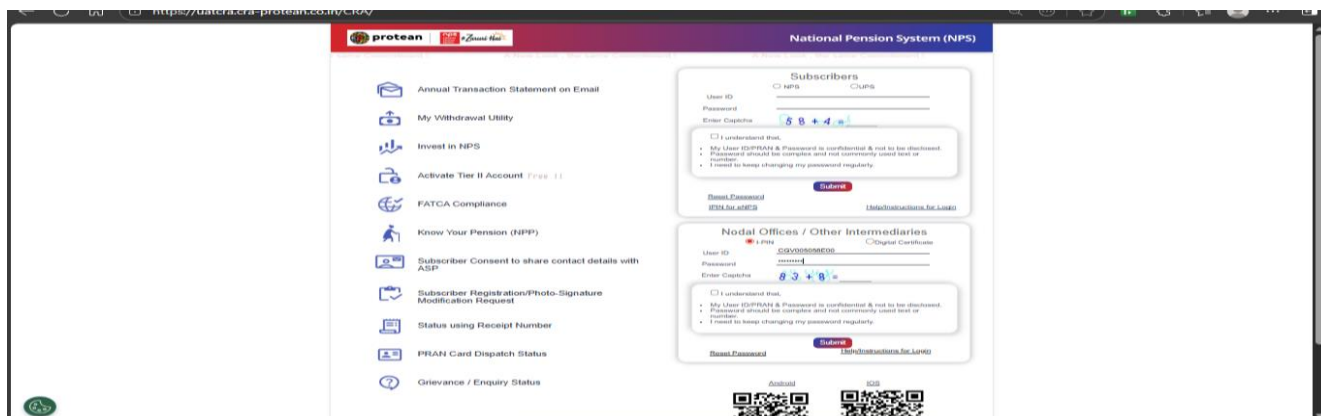 https://uatcra.cra-protean.co.in/CRA/
protean
National Pension System (NPS)
Annual Transaction Statement on Email
My Withdrawal Utility
Invest in NPS
Activate Tier II Account Free !!
FATCA Compliance
Know Your Pension (NPP)
Subscriber Consent to share contact details with
ASP
Subscriber Registration/Photo-Signature
Modification Request
Status using Receipt Number
PRAN Card Dispatch Status
Grievance / Enquiry Status
Subscribers
NPS UPS
User ID
Password
Enter Captcha 5 8 + 4 =
I understand that,
My User ID/PRAN & Password is confidential & not to be disclosed.
Password should be complex and not commonly used text or
number.
I need to keep changing my password regularly.
Submit
Reset Password
IPIN for eNPS Help/Instructions for Login
Nodal Offices / Other Intermediaries
I-PIN Digital Certificate
User ID
Password
Enter Captcha 8 3 + 8 =
I understand that,
My User ID/PRAN & Password is confidential & not to be disclosed.
Password should be complex and not commonly used text or
number.
I need to keep changing my password regularly.
Submit
Reset Password Help/Instructions for Login
Android IOS